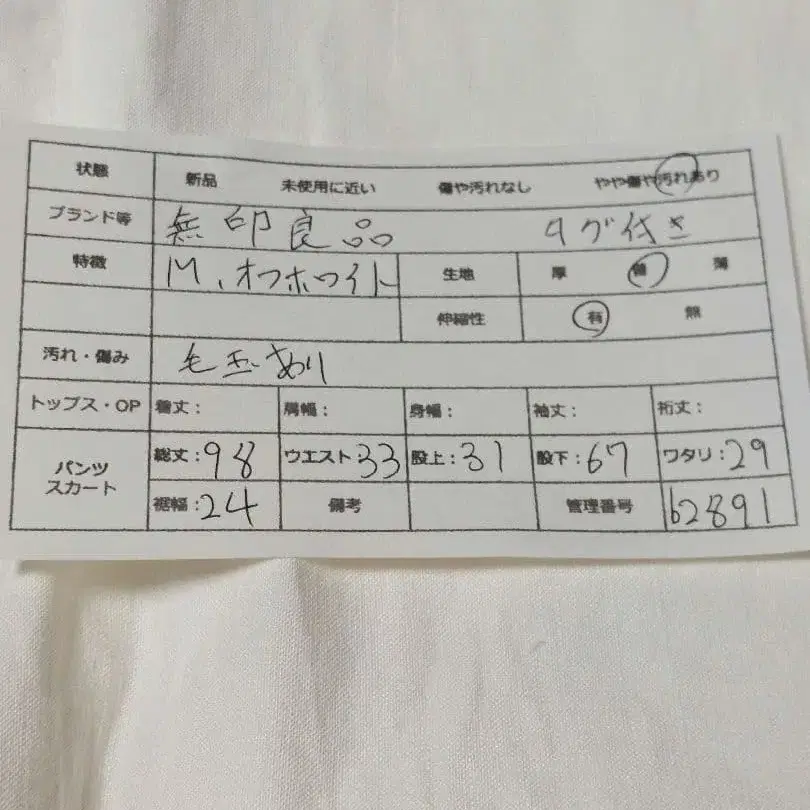 状態 新品 未使用に近い 傷や汚れなし やや傷や汚れあり
ブランド等 無印良品 タグ付き
特徴 M、オフホワイト 生地 厚 普 薄
伸縮性 有 無
汚れ・傷み 毛玉あり
トップス・OP 着丈： 肩幅： 身幅： 袖丈： 裄丈：
パンツ スカート 総丈：98 ウエスト33 股上：31 股下：67 ワタリ：29
裾幅：24 備考 管理番号 62891